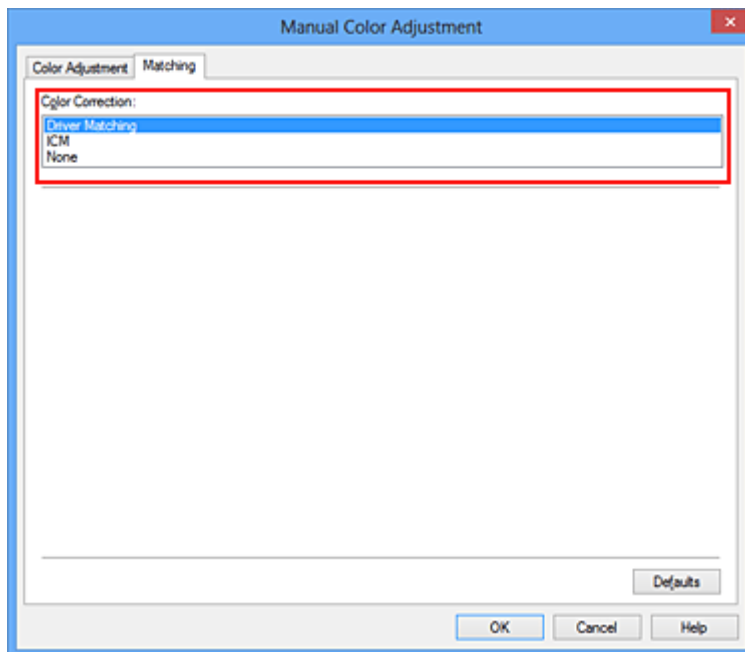 Manual Color Adjustment
Color Adjustment Matching
Color Correction:
Driver Matching
ICM
None
Defaults
OK Cancel Help